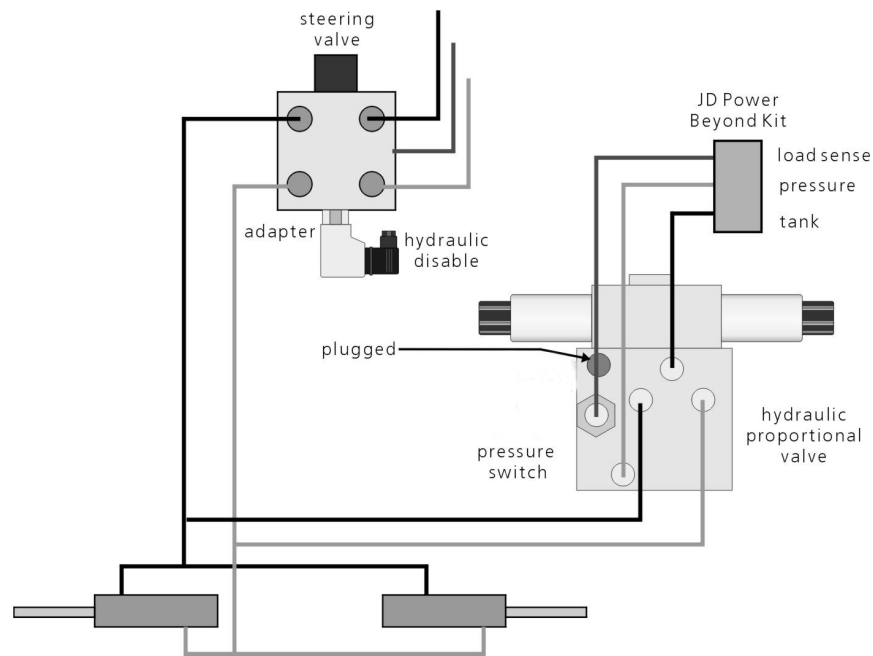 steering
valve
JD Power
Beyond Kit
load sense
pressure
tank
adapter
hydraulic
disable
plugged
pressure
switch
hydraulic
proportional
valve